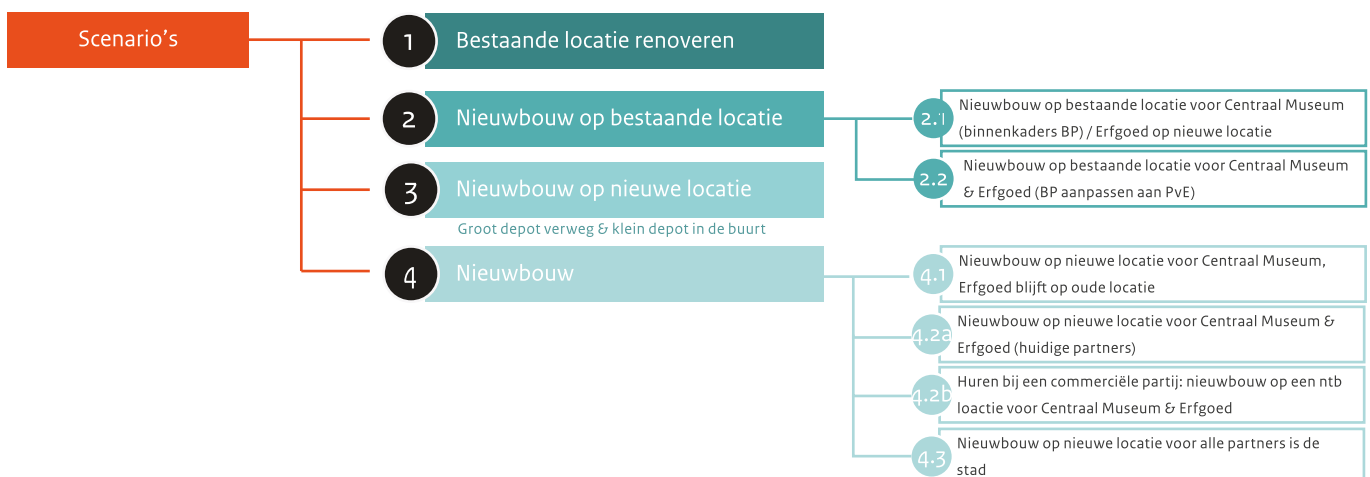 Scenario's
1
Bestaande locatie renoveren
2
Nieuwbouw op bestaande locatie
2.1
Nieuwbouw op bestaande locatie voor Centraal Museum
(binnenkaders BP) / Erfgoed op nieuwe locatie
2.2
Nieuwbouw op bestaande locatie voor Centraal Museum
& Erfgoed (BP aanpassen aan PvE)
3
Nieuwbouw op nieuwe locatie
Groot depot verweg & klein depot in de buurt
4
Nieuwbouw
4.1
Nieuwbouw op nieuwe locatie voor Centraal Museum,
Erfgoed blijft op oude locatie
4.2a
Nieuwbouw op nieuwe locatie voor Centraal Museum &
Erfgoed (huidige partners)
4.2b
Huren bij een commerciële partij: nieuwbouw op een ntb
loactie voor Centraal Museum & Erfgoed
4.3
Nieuwbouw op nieuwe locatie voor alle partners is de
stad